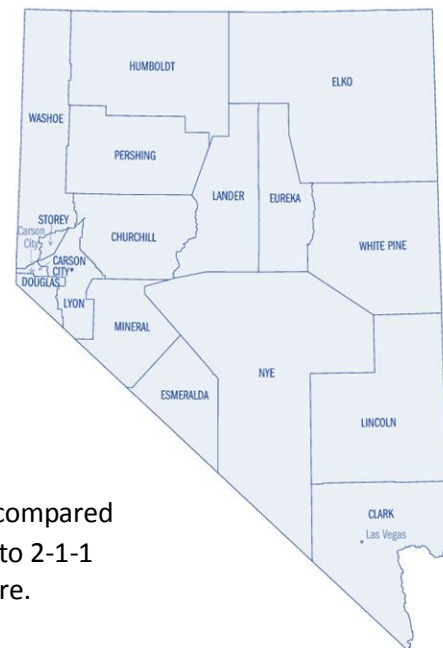 HUMBOLDT
ELKO
WASHOE
PERSHING
LANDER
EUREKA
STOREY
Carson
City
CHURCHILL
WHITE PINE
CARSON
CITY*
DOUGLAS
LYON
MINERAL
NYE
ESMERALDA
LINCOLN
CLARK
Las Vegas
compared
to 2-1-1
re.